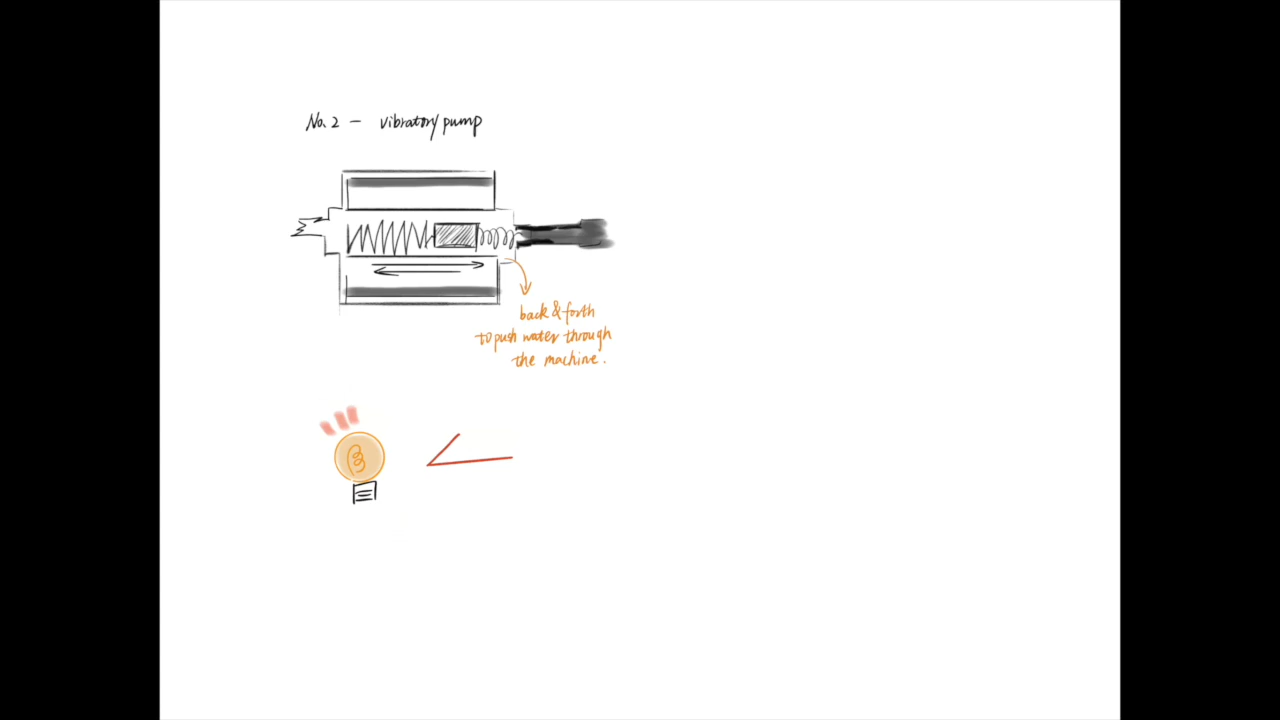 No.2 - vibratory pump
back & forth
to push water through
the machine.